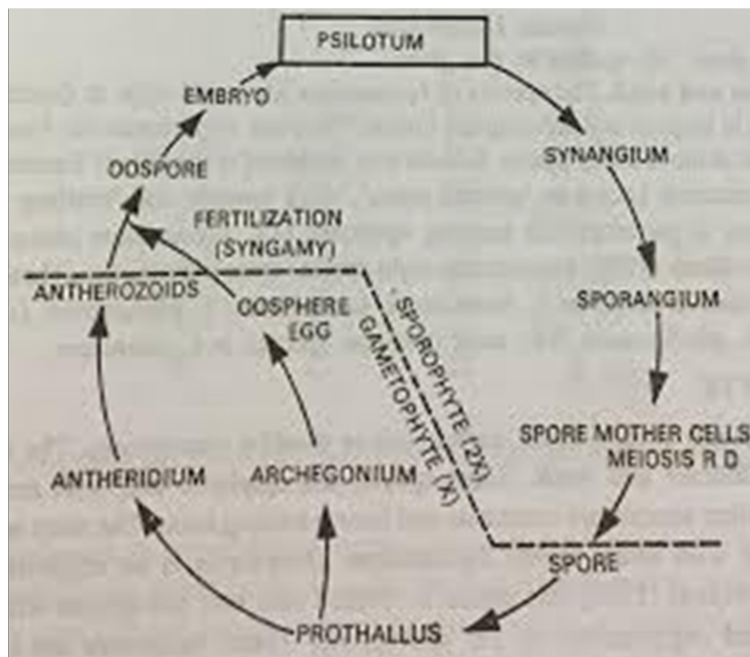 PSILOTUM
EMBRYO
SYNANGIUM
OOSPORE
FERTILIZATION
(SYNGAMY)
ANTHEROZOIDS
OOSPHERE
EGG
SPORANGIUM
SPOROPHYTE (2X)
GAMETOPHYTE (X)
SPORE MOTHER CELLS
MEIOSIS R D
ANTHERIDIUM
ARCHEGONIUM
SPORE
PROTHALLUS